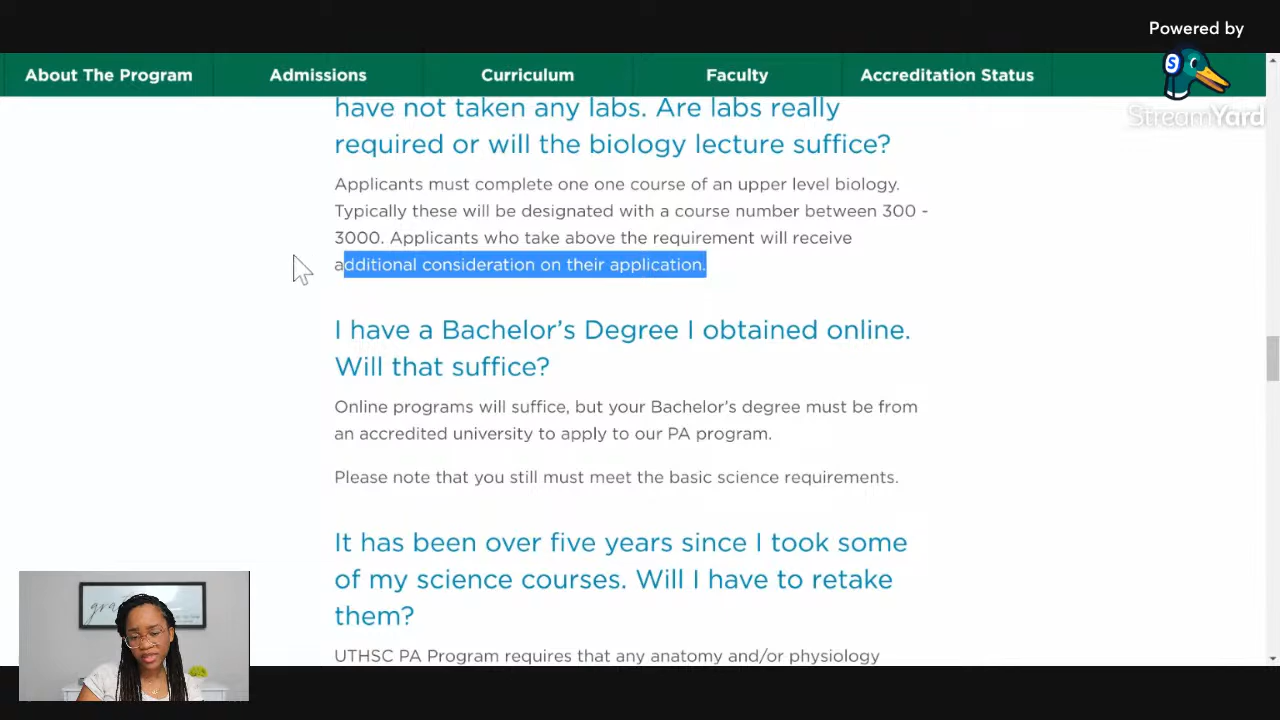 Powered by
StreamYard
About The Program Admissions Curriculum Faculty Accreditation Status
have not taken any labs. Are labs really
required or will the biology lecture suffice?
Applicants must complete one one course of an upper level biology.
Typically these will be designated with a course number between 300 -
3000. Applicants who take above the requirement will receive
additional consideration on their application.
I have a Bachelor’s Degree I obtained online.
Will that suffice?
Online programs will suffice, but your Bachelor’s degree must be from
an accredited university to apply to our PA program.
Please note that you still must meet the basic science requirements.
It has been over five years since I took some
of my science courses. Will I have to retake
them?
UTHSC PA Program requires that any anatomy and/or physiology